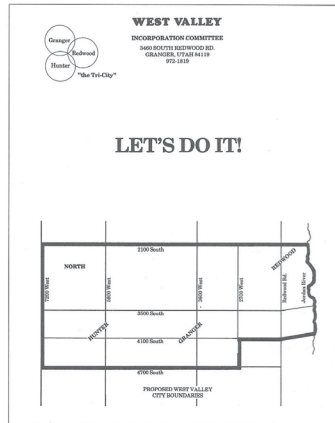 WEST VALLEY
INCORPORATION COMMITTEE
3460 SOUTH REDWOOD RD.
GRANGER, UTAH 84119
972-1819
Granger
Redwood
Hunter
"the Tri-City"
LET'S DO IT!
2100 South
NORTH
REDWOOD
7200 West
5600 West
3600 West
2700 West
Redwood Rd.
Jordan River
3500 South
HUNTER
GRANGER
4100 South
4700 South
PROPOSED WEST VALLEY
CITY BOUNDARIES